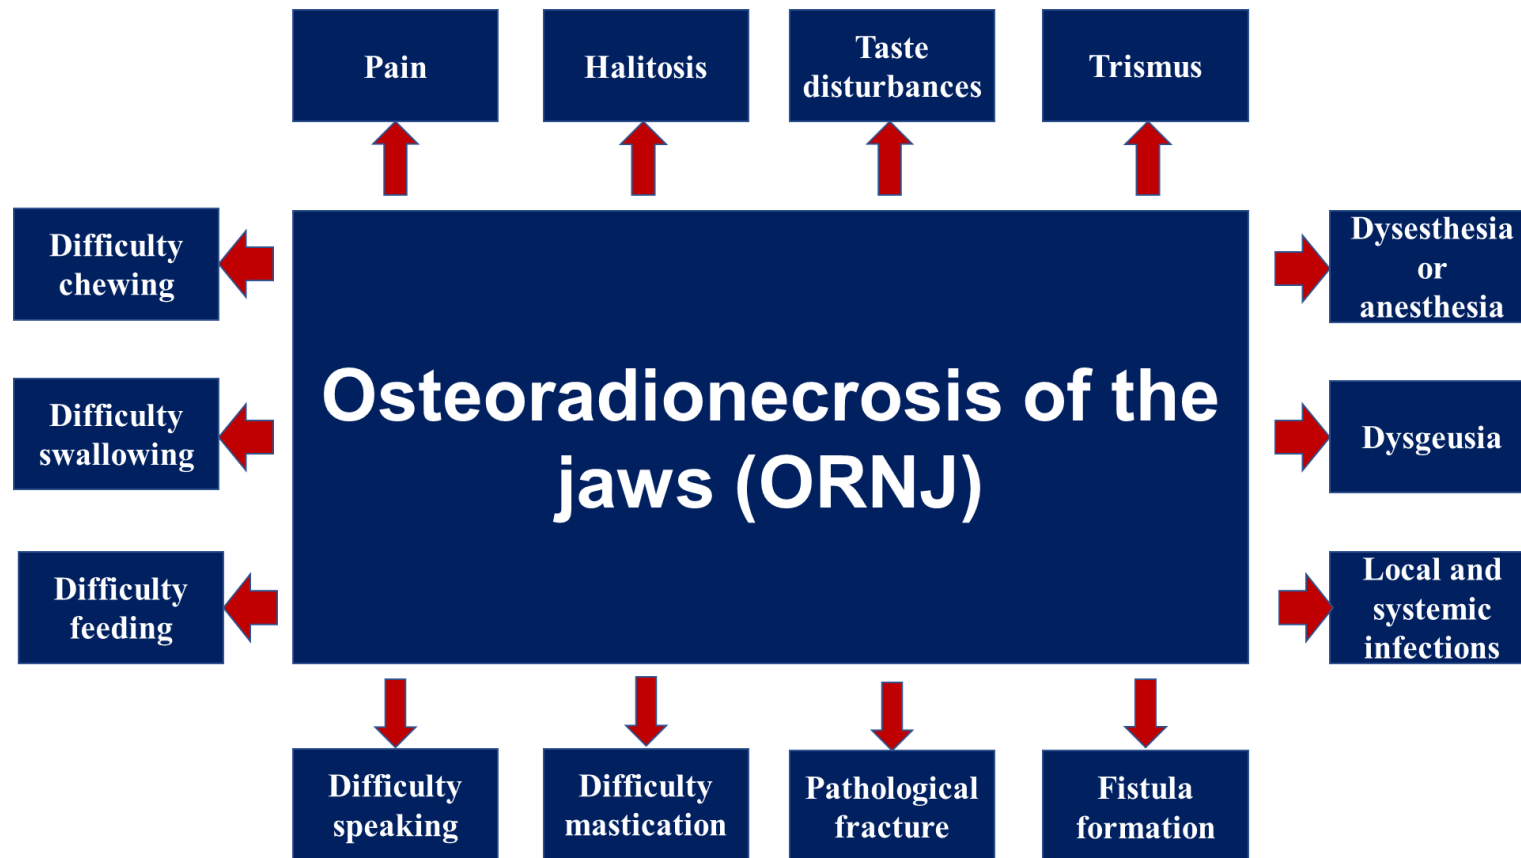 Pain
Halitosis
Taste
disturbances
Trismus
Difficulty
chewing
Difficulty
swallowing
Difficulty
feeding
Osteoradionecrosis of the
jaws (ORNJ)
Dysesthesia
or
anesthesia
Dysgeusia
Local and
systemic
infections
Difficulty
speaking
Difficulty
mastication
Pathological
fracture
Fistula
formation